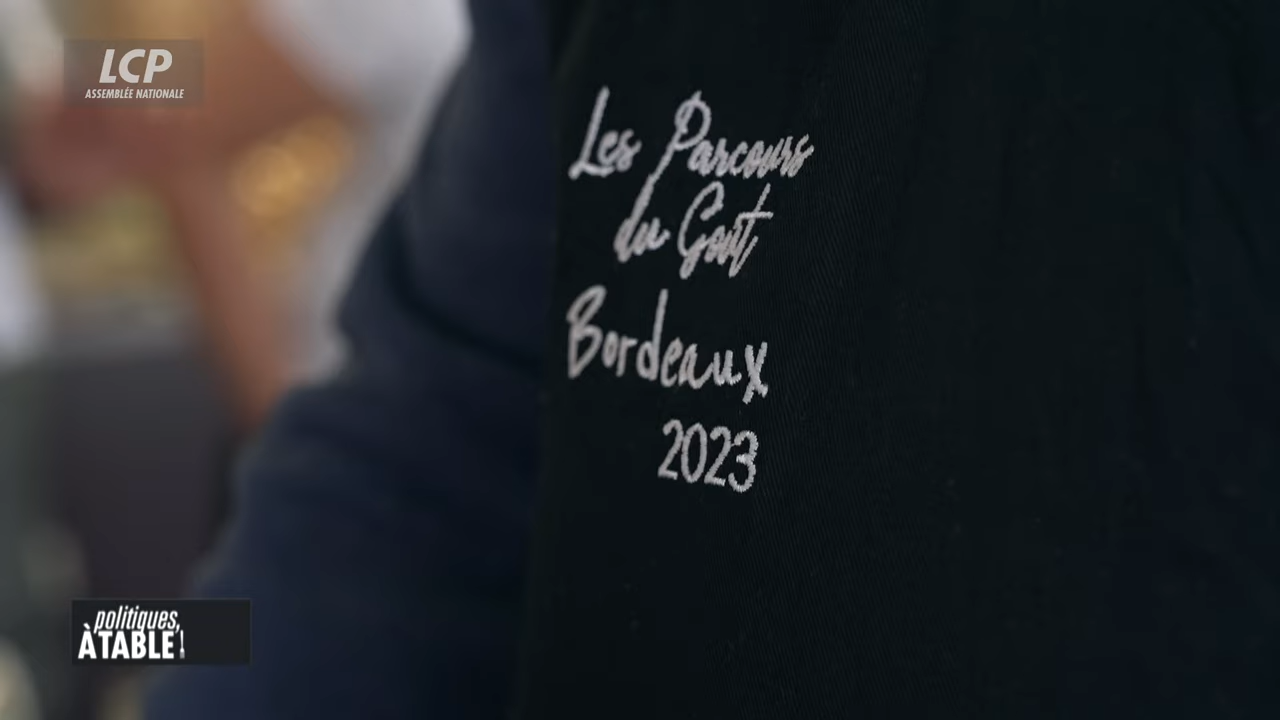 LCP
ASSEMBLÉE NATIONALE
Les Parcours
du Gout
Bordeaux
2023
politiques,
À TABLE!